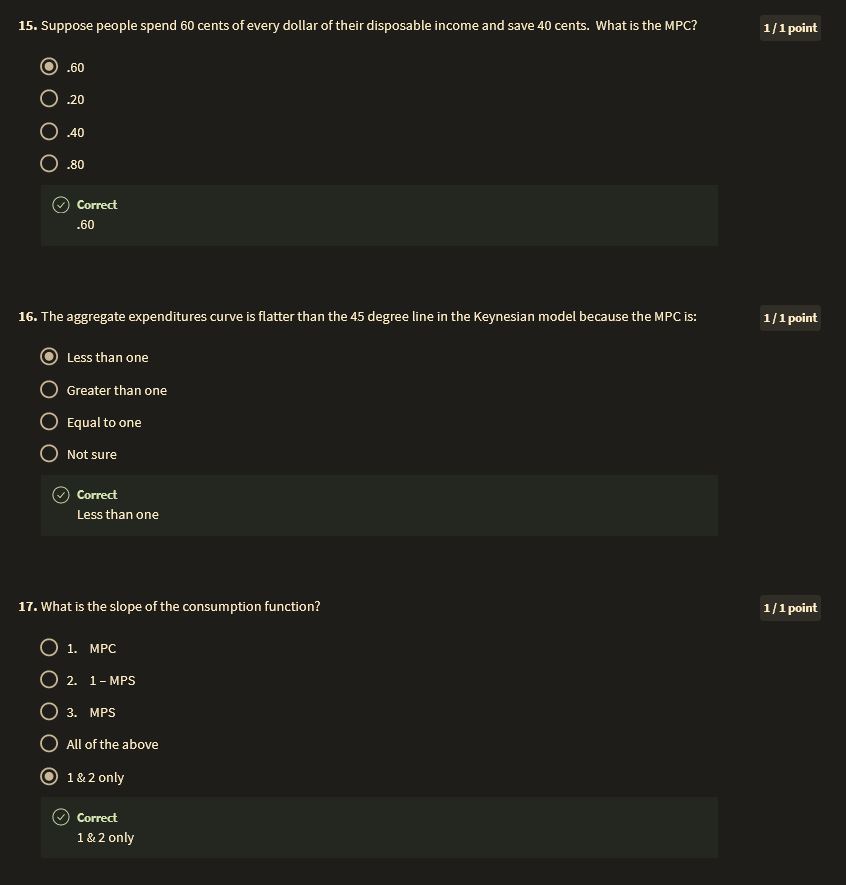 15. Suppose people spend 60 cents of every dollar of their disposable income and save 40 cents. What is the MPC?
1 / 1 point
.60
.20
.40
.80
Correct
.60
16. The aggregate expenditures curve is flatter than the 45 degree line in the Keynesian model because the MPC is:
1 / 1 point
Less than one
Greater than one
Equal to one
Not sure
Correct
Less than one
17. What is the slope of the consumption function?
1 / 1 point
1. MPC
2. 1 – MPS
3. MPS
All of the above
1 & 2 only
Correct
1 & 2 only